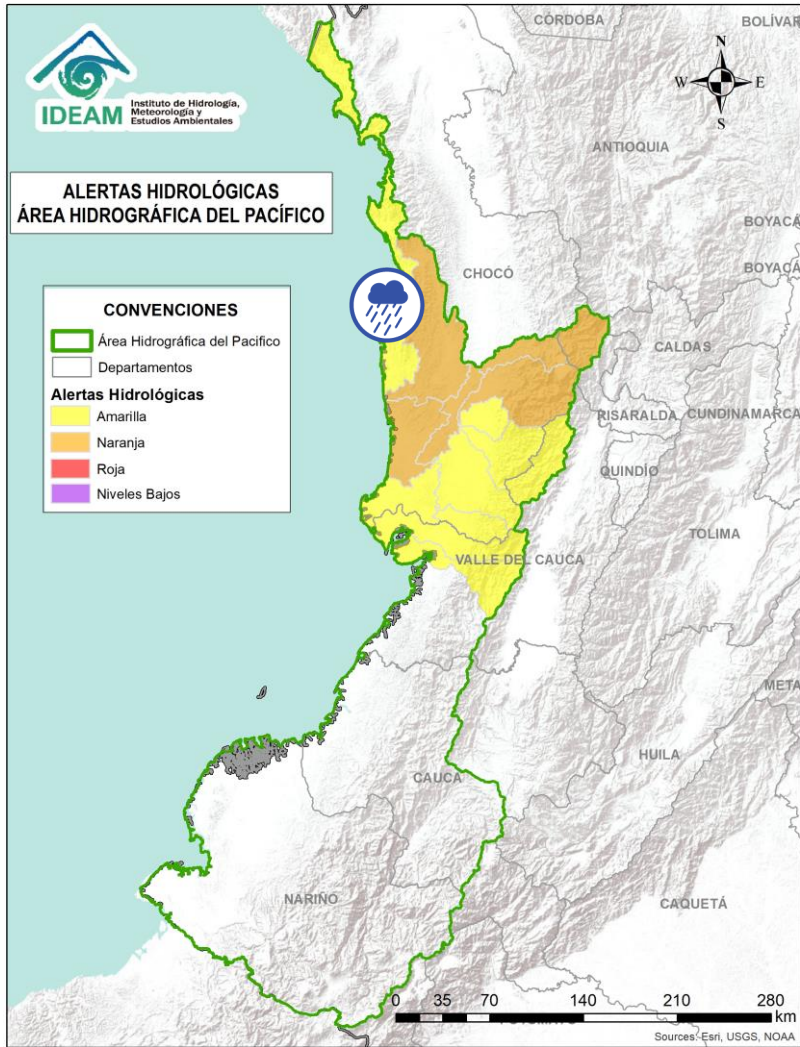 CÓRDOBA
BOLÍVAR
N
W E
S
IDEAM
Instituto de Hidrología,
Meteorología y
Estudios Ambientales
ANTIOQUIA
ALERTAS HIDROLÓGICAS
ÁREA HIDROGRÁFICA DEL PACÍFICO
BOYACÁ
BOYACÁ
CHOCÓ
CONVENCIONES
Área Hidrográfica del Pacifico
Departamentos
Alertas Hidrológicas
Amarilla
Naranja
Roja
Niveles Bajos
CALDAS
RISARALDA
CUNDINAMARCA
QUINDÍO
TOLIMA
VALLE DEL CAUCA
META
HUILA
CAUCA
NARIÑO
CAQUETÁ
0 35 70 140 210 280
km
Sources: Esri, USGS, NOAA